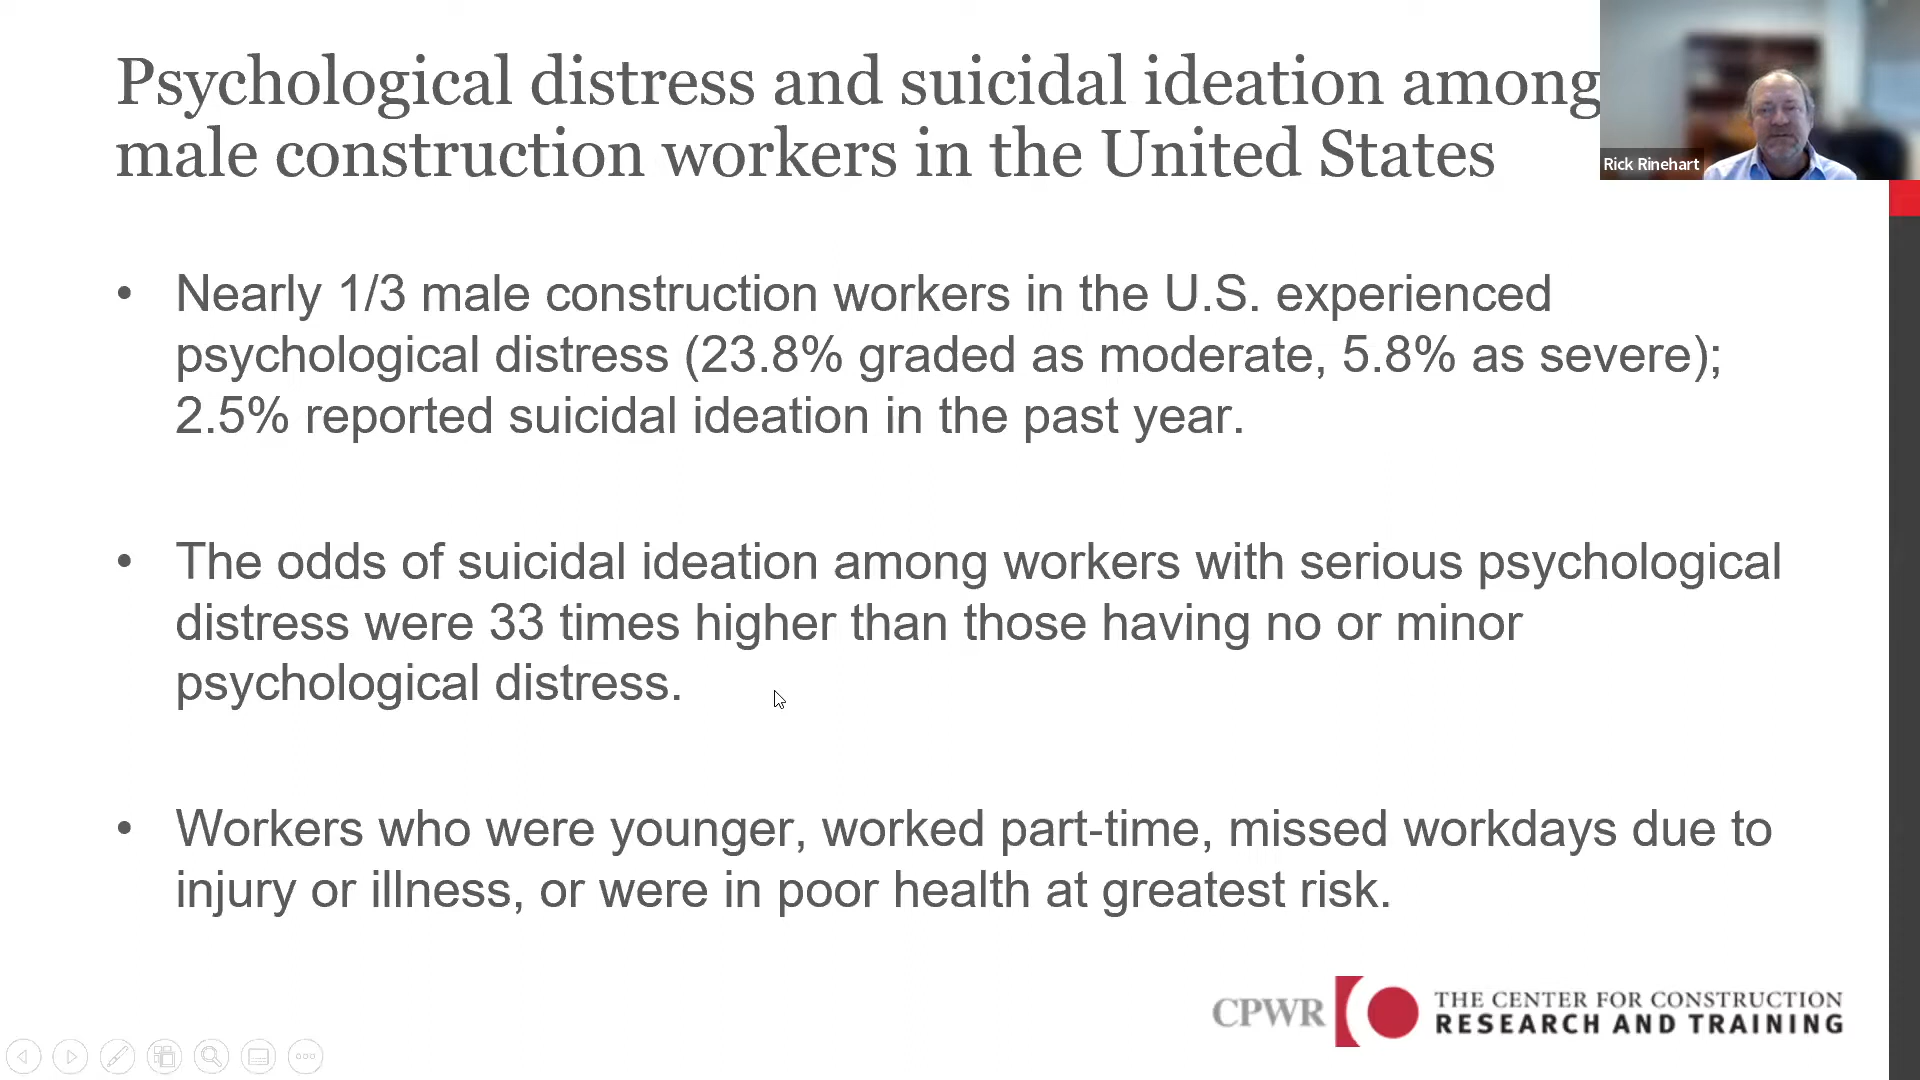 Psychological distress and suicidal ideation among
male construction workers in the United States
Rick Rinehart
• Nearly 1/3 male construction workers in the U.S. experienced
psychological distress (23.8% graded as moderate, 5.8% as severe);
2.5% reported suicidal ideation in the past year.
• The odds of suicidal ideation among workers with serious psychological
distress were 33 times higher than those having no or minor
psychological distress.
• Workers who were younger, worked part-time, missed workdays due to
injury or illness, or were in poor health at greatest risk.
CPWR
THE CENTER FOR CONSTRUCTION
RESEARCH AND TRAINING